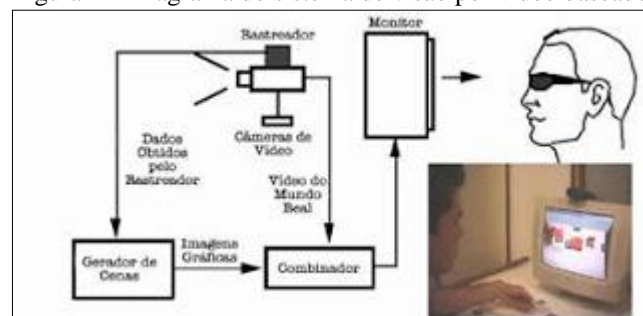 Rastreador
Monitor
Dados
Obtidos
pelo
Rastreador
Câmeras de
Vídeo
Vídeo do
Mundo
Real
Gerador de
Cenas
Imagens
Gráficas
Combinador